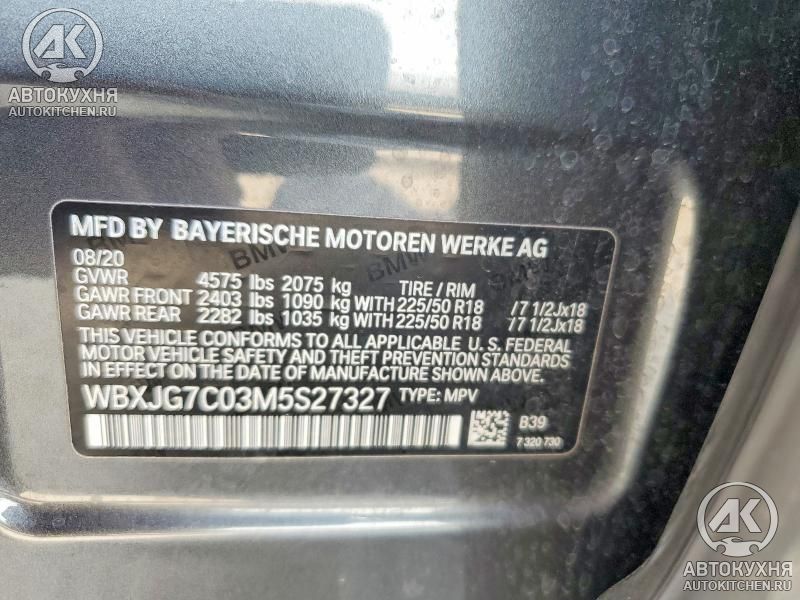 AK
АВТОКУХНЯ
AUTOKITCHEN.RU
MFD BY BAYERISCHE MOTOREN WERKE AG
08/20
GVWR 4575 lbs 2075 kg TIRE / RIM
GAWR FRONT 2403 lbs 1090 kg WITH 225/50 R18 /7 1/2Jx18
GAWR REAR 2282 lbs 1035 kg WITH 225/50 R18 /7 1/2Jx18
THIS VEHICLE CONFORMS TO ALL APPLICABLE U. S. FEDERAL
MOTOR VEHICLE SAFETY AND THEFT PREVENTION STANDARDS
IN EFFECT ON THE DATE OF MANUFACTURE SHOWN ABOVE.
WBXJG7C03M5S27327 TYPE: MPV
B39
7 320 730
AK
АВТОКУХНЯ
AUTOKITCHEN.RU